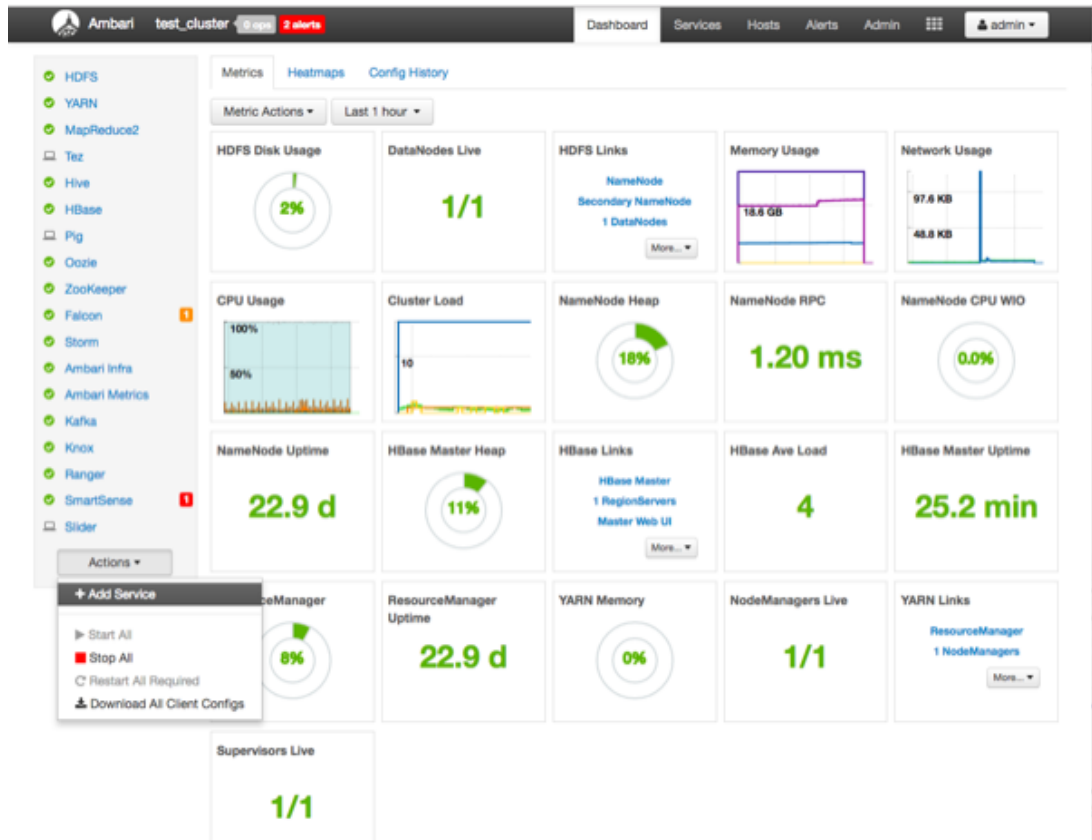 Ambari test_cluster 0 ops 2 alerts Dashboard Services Hosts Alerts Admin admin
HDFS
YARN
MapReduce2
Tez
Hive
HBase
Pig
Oozie
ZooKeeper
Falcon 1
Storm
Ambari Infra
Ambari Metrics
Kafka
Knox
Ranger
SmartSense 1
Slider
Actions
+ Add Service
Start All
Stop All
Restart All Required
Download All Client Configs
Metrics Heatmaps Config History
Metric Actions Last 1 hour
HDFS Disk Usage
2%
DataNodes Live
1/1
HDFS Links
NameNode
Secondary NameNode
1 DataNodes
More...
Memory Usage
18.6 GB
Network Usage
97.6 KB
48.8 KB
CPU Usage
100%
50%
Cluster Load
10
NameNode Heap
18%
NameNode RPC
1.20 ms
NameNode CPU WIO
0.0%
NameNode Uptime
22.9 d
HBase Master Heap
11%
HBase Links
HBase Master
1 RegionServers
Master Web UI
More...
HBase Ave Load
4
HBase Master Uptime
25.2 min
ceManager
8%
ResourceManager
Uptime
22.9 d
YARN Memory
0%
NodeManagers Live
1/1
YARN Links
ResourceManager
1 NodeManagers
More...
Supervisors Live
1/1